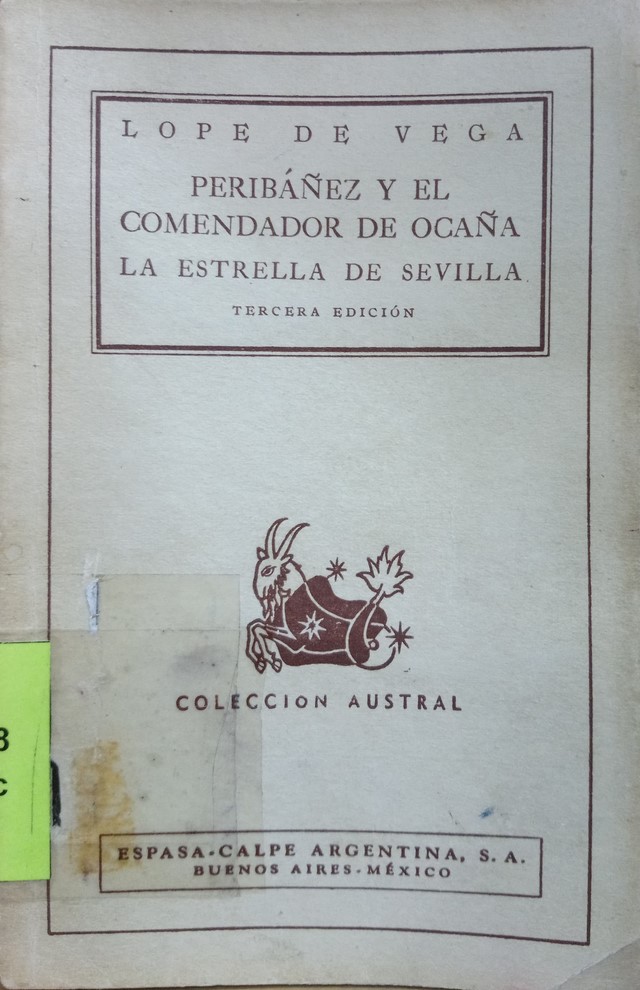 LOPE DE VEGA
PERIBÁÑEZ Y EL
COMENDADOR DE OCAÑA
LA ESTRELLA DE SEVILLA
TERCERA EDICIÓN
COLECCION AUSTRAL
ESPASA-CALPE ARGENTINA, S. A.
BUENOS AIRES-MÉXICO